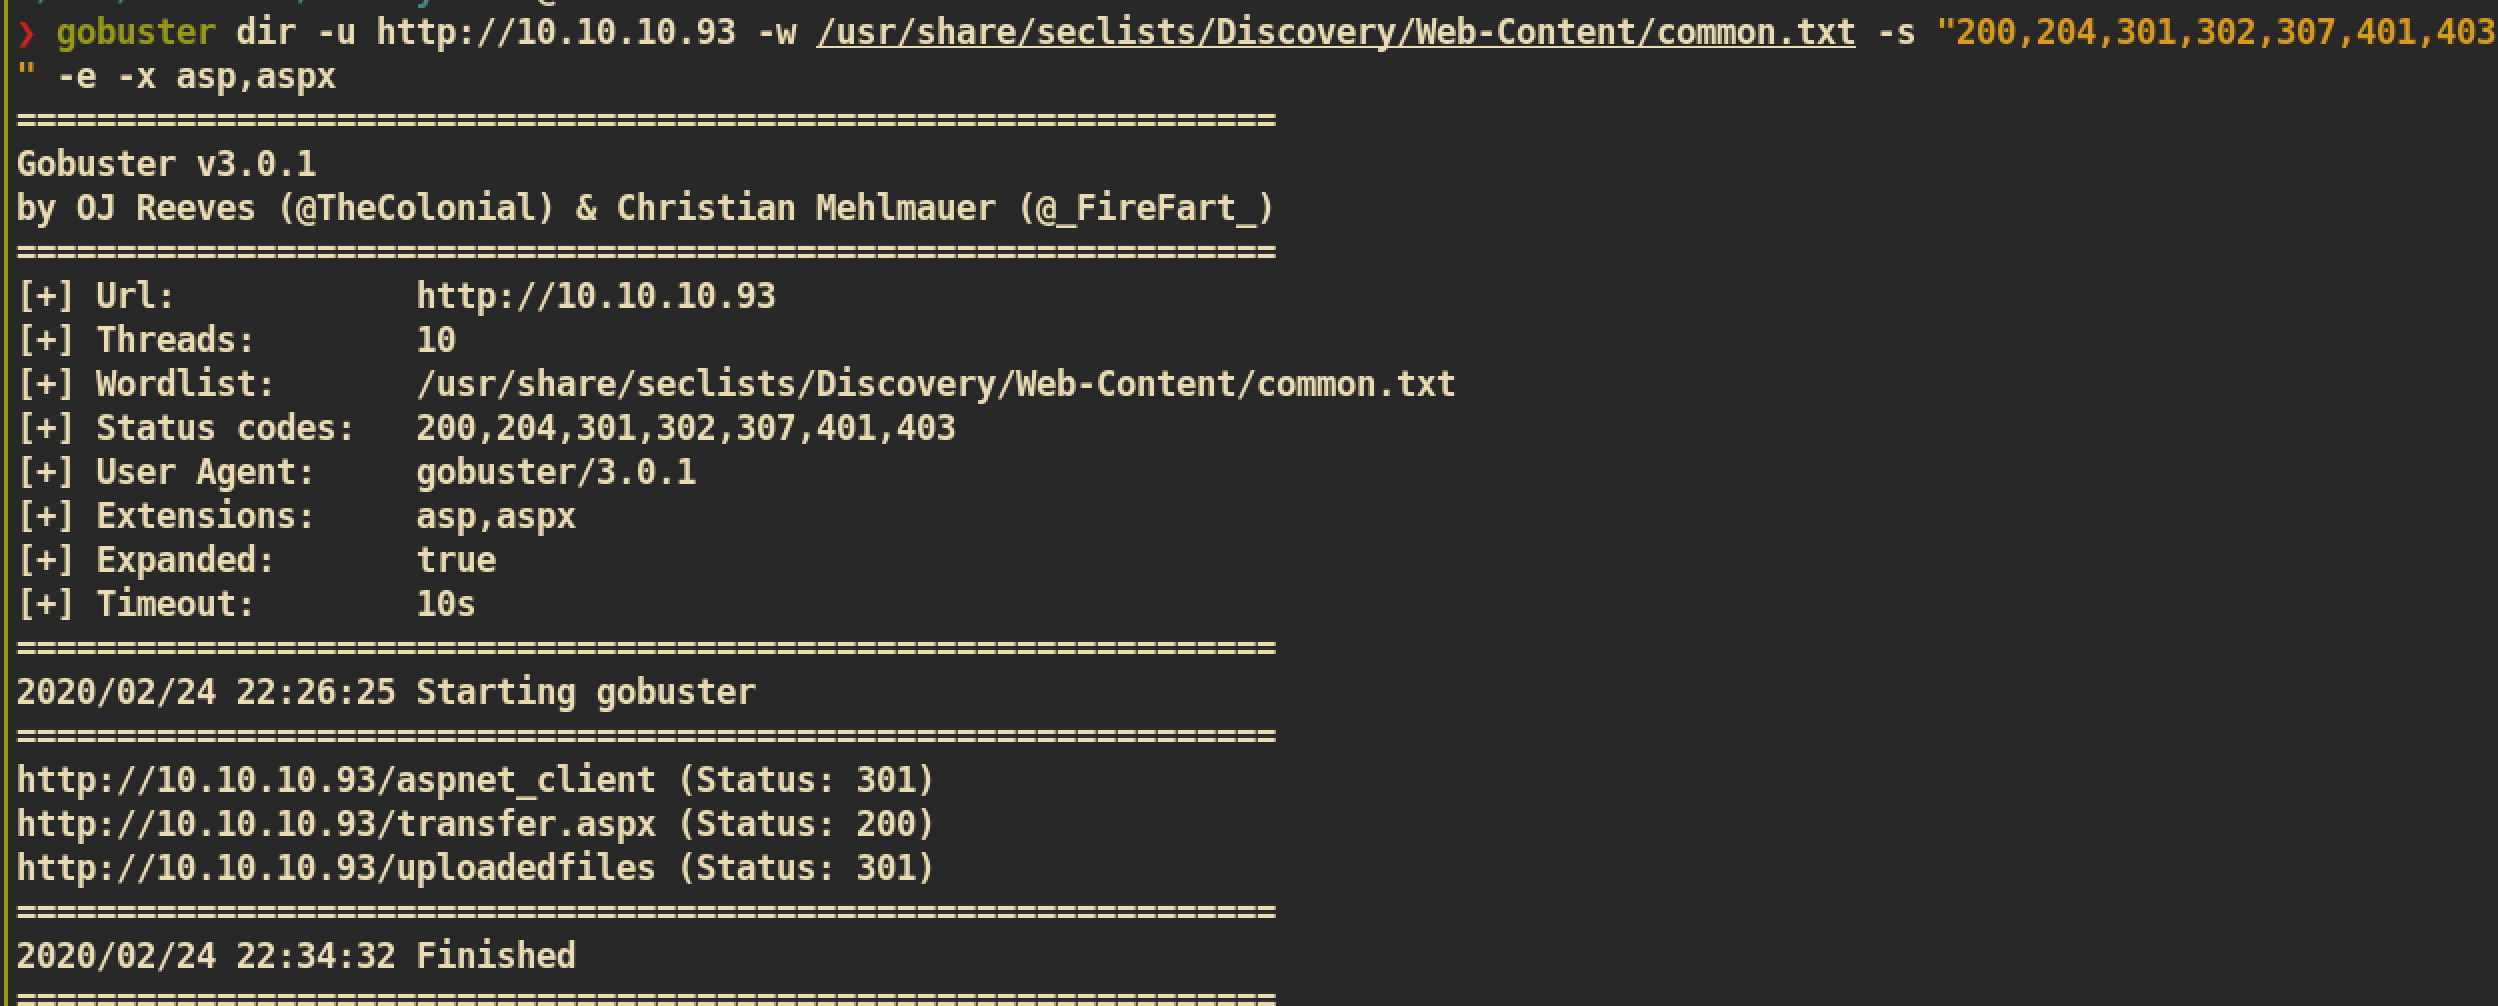 ❯ gobuster dir -u http://10.10.10.93 -w /usr/share/seclists/Discovery/Web-Content/common.txt -s "200,204,301,302,307,401,403
" -e -x asp,aspx
===============================================================
Gobuster v3.0.1
by OJ Reeves (@TheColonial) & Christian Mehlmauer (@_FireFart_)
===============================================================
[+] Url:            http://10.10.10.93
[+] Threads:        10
[+] Wordlist:       /usr/share/seclists/Discovery/Web-Content/common.txt
[+] Status codes:   200,204,301,302,307,401,403
[+] User Agent:     gobuster/3.0.1
[+] Extensions:     asp,aspx
[+] Expanded:       true
[+] Timeout:        10s
===============================================================
2020/02/24 22:26:25 Starting gobuster
===============================================================
http://10.10.10.93/aspnet_client (Status: 301)
http://10.10.10.93/transfer.aspx (Status: 200)
http://10.10.10.93/uploadedfiles (Status: 301)
===============================================================
2020/02/24 22:34:32 Finished
===============================================================